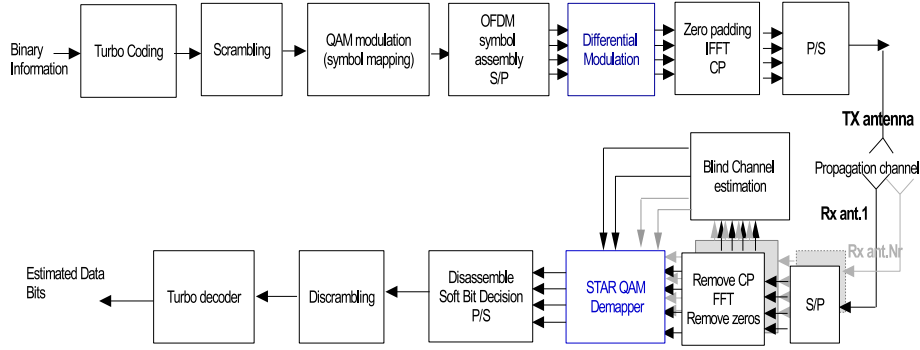 Binary
Information
Turbo Coding
Scrambling
QAM modulation
(symbol mapping)
OFDM
symbol
assembly
S/P
Differential
Modulation
Zero padding
IFFT
CP
P/S
TX antenna
Propagation channel
Rx ant.1
Rx ant.Nr
Blind Channel
estimation
Estimated Data
Bits
Turbo decoder
Discrambling
Disassemble
Soft Bit Decision
P/S
STAR QAM
Demapper
Remove CP
FFT
Remove zeros
S/P